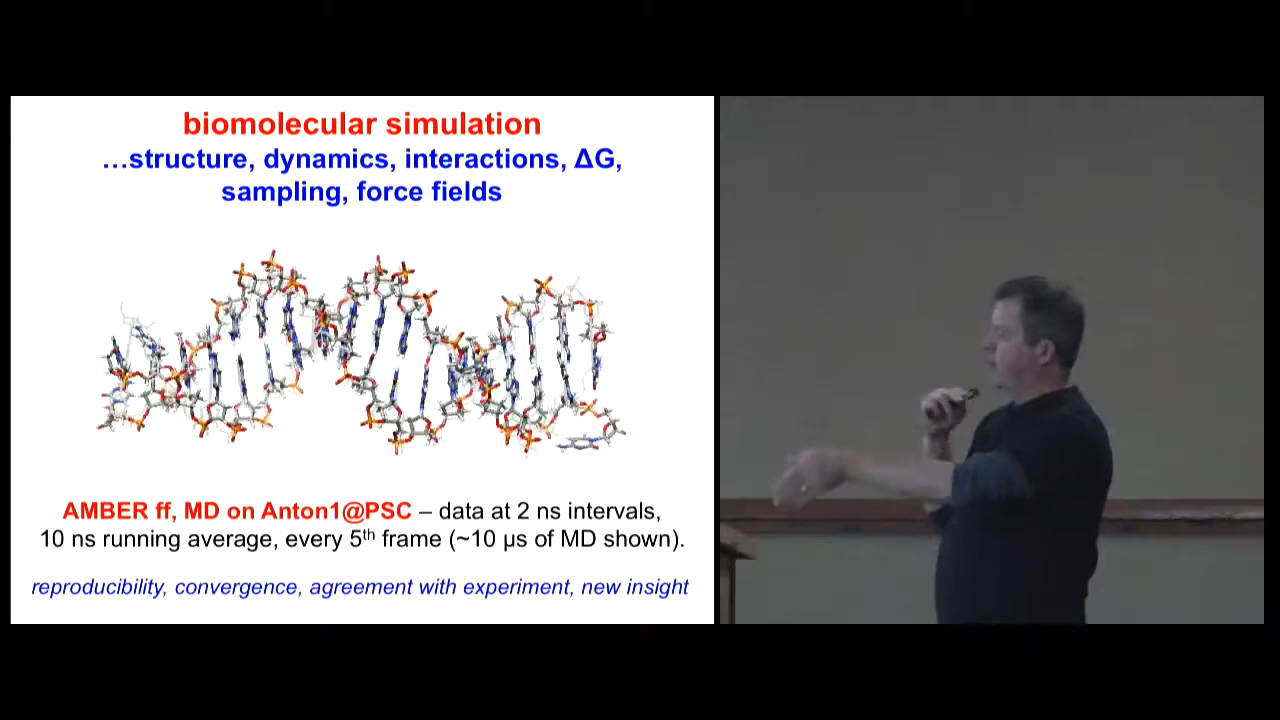 biomolecular simulation
…structure, dynamics, interactions, ΔG,
sampling, force fields
AMBER ff, MD on Anton1@PSC – data at 2 ns intervals,
10 ns running average, every 5th frame (~10 μs of MD shown).
reproducibility, convergence, agreement with experiment, new insight